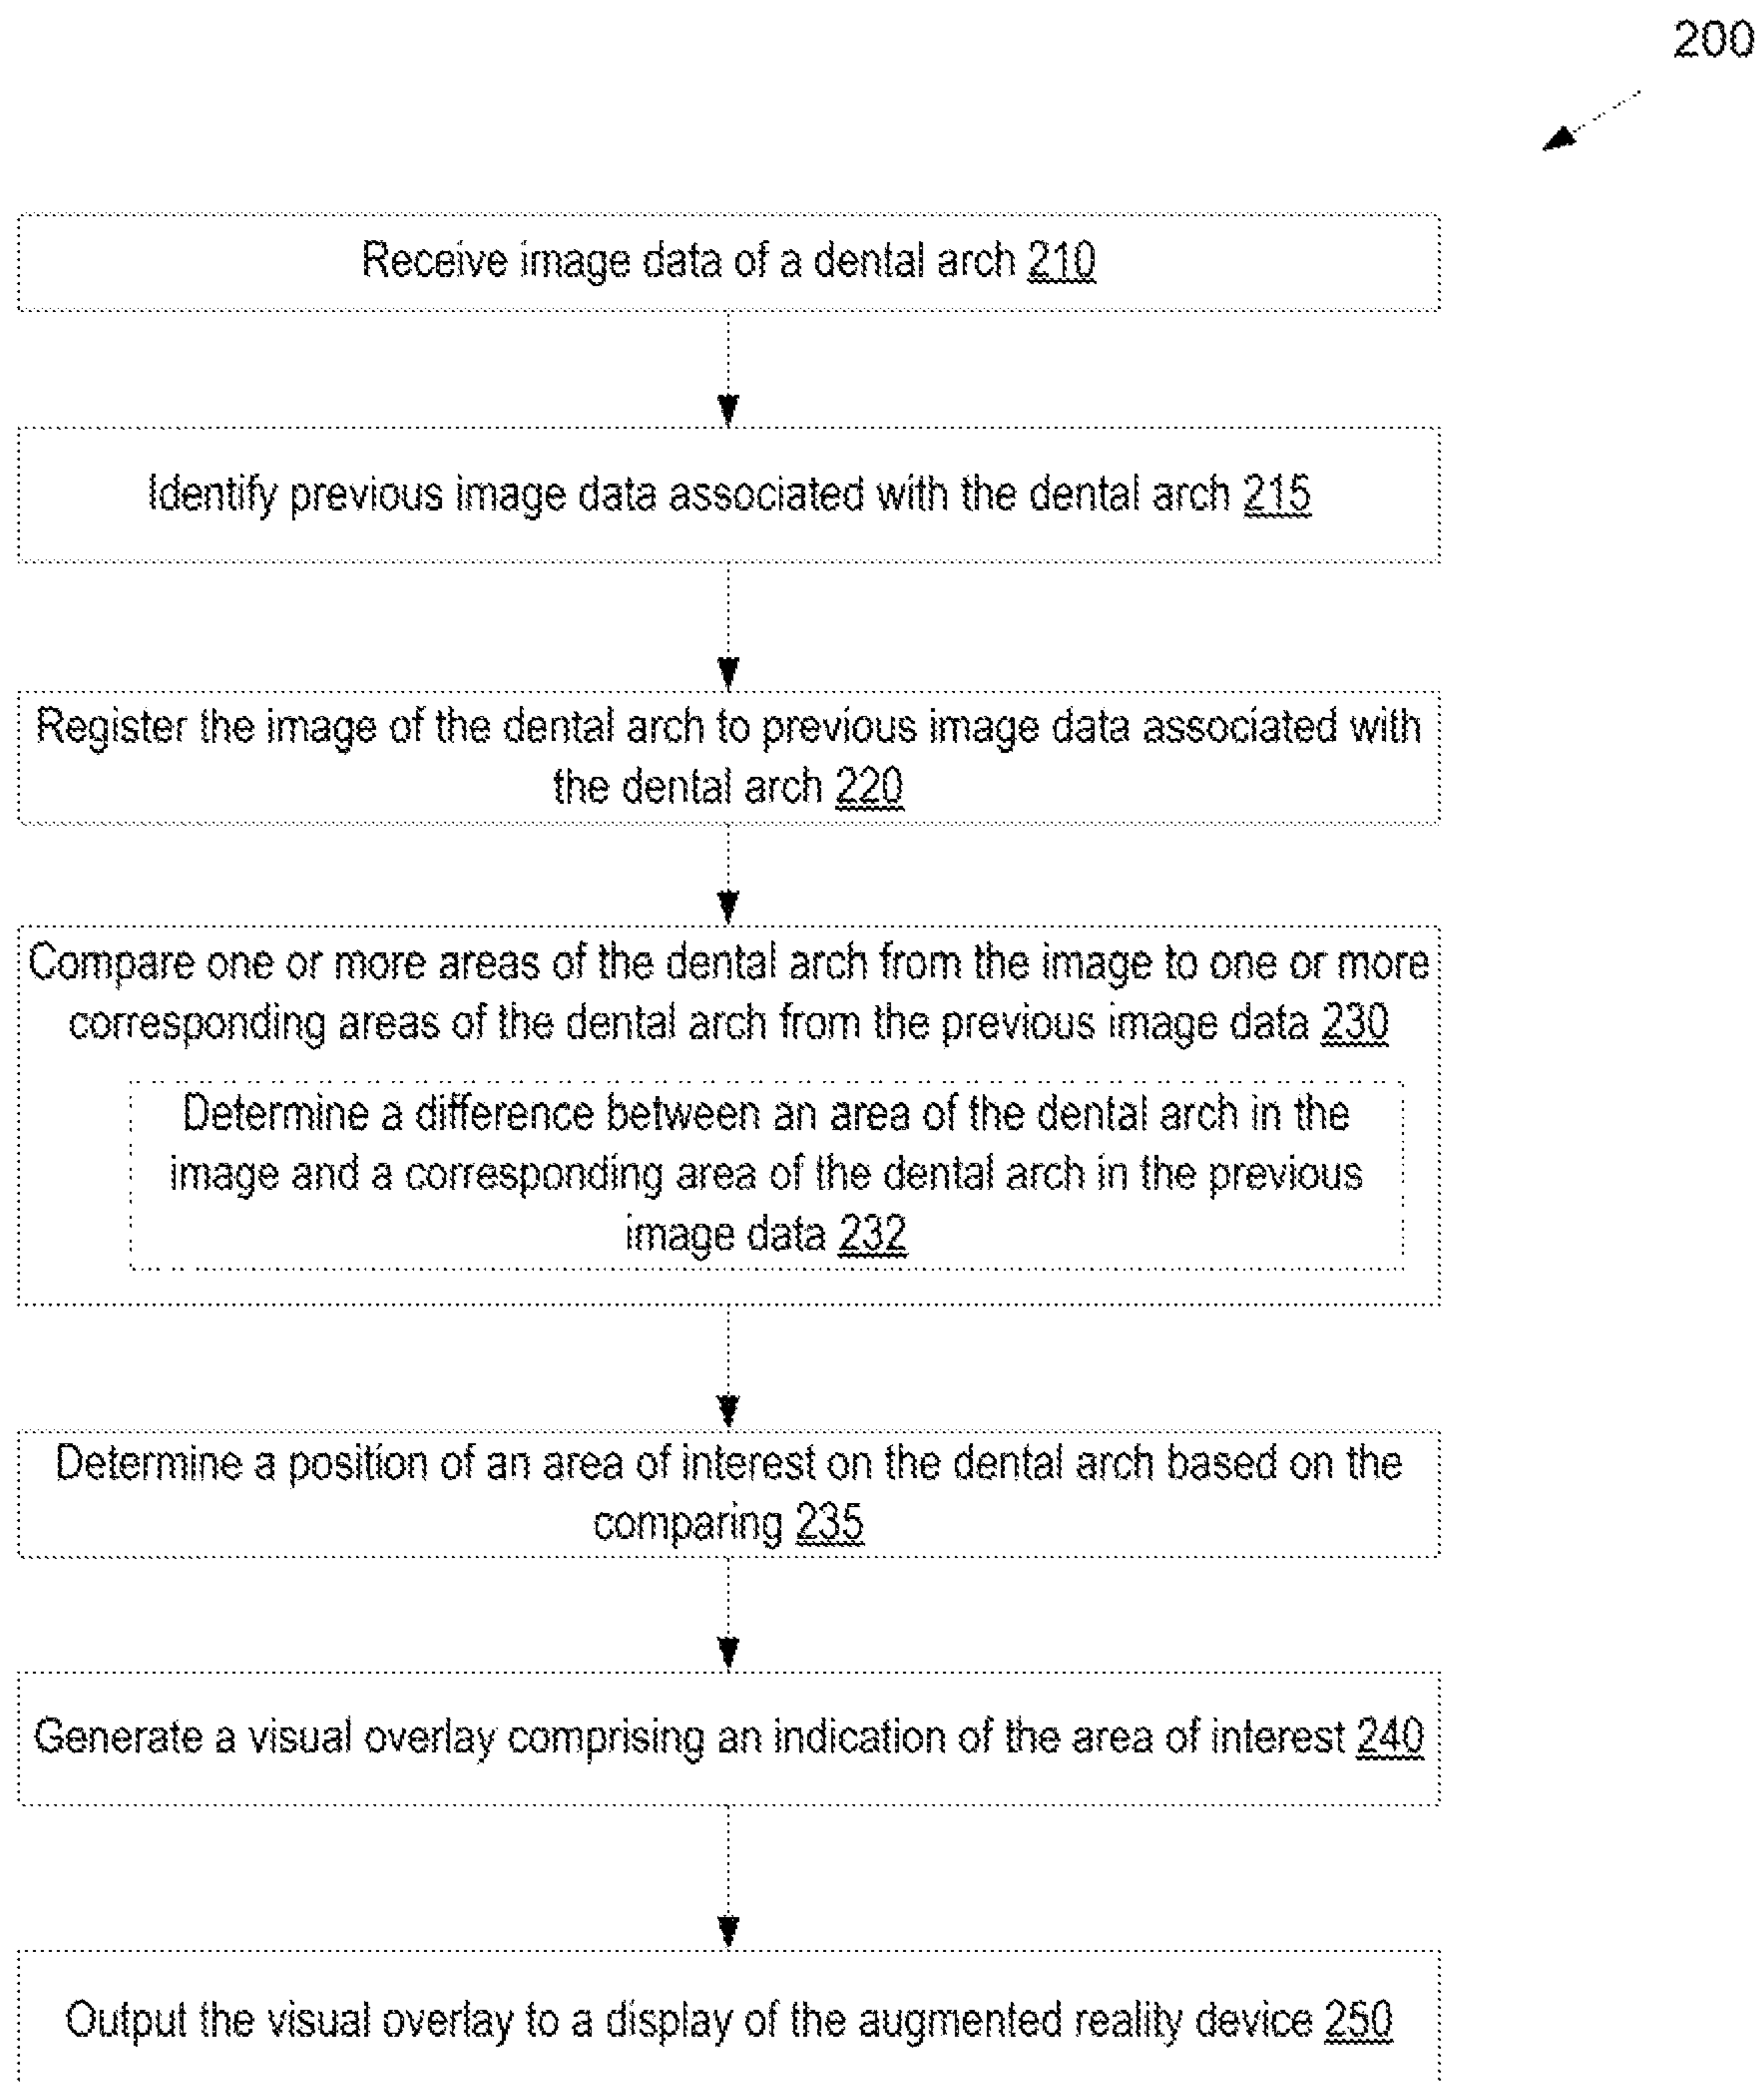 200
Receive image data of a dental arch 210
Identify previous image data associated with the dental arch 215
Register the image of the dental arch to previous image data associated with
the dental arch 220
Compare one or more areas of the dental arch from the image to one or more
corresponding areas of the dental arch from the previous image data 230
Determine a difference between an area of the dental arch in the
image and a corresponding area of the dental arch in the previous
image data 232
Determine a position of an area of interest on the dental arch based on the
comparing 235
Generate a visual overlay comprising an indication of the area of interest 240
Output the visual overlay to a display of the augmented reality device 250